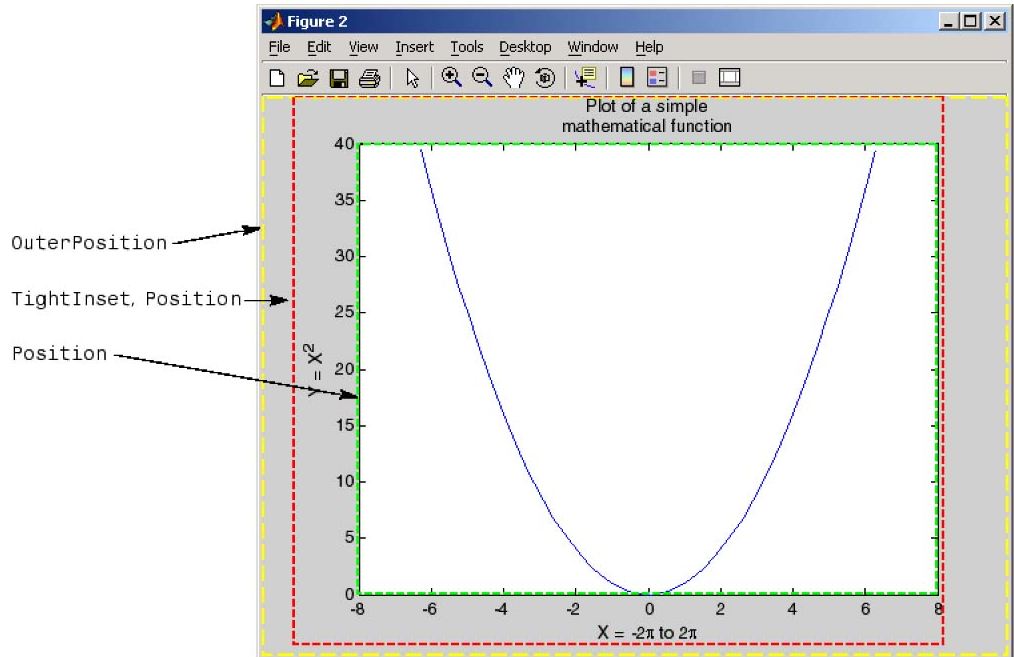 Figure 2
File Edit View Insert Tools Desktop Window Help
Plot of a simple
mathematical function
OuterPosition
TightInset, Position
Position
Y = X²
40
35
30
25
20
15
10
5
0
-8 -6 -4 -2 0 2 4 6 8
X = -2π to 2π